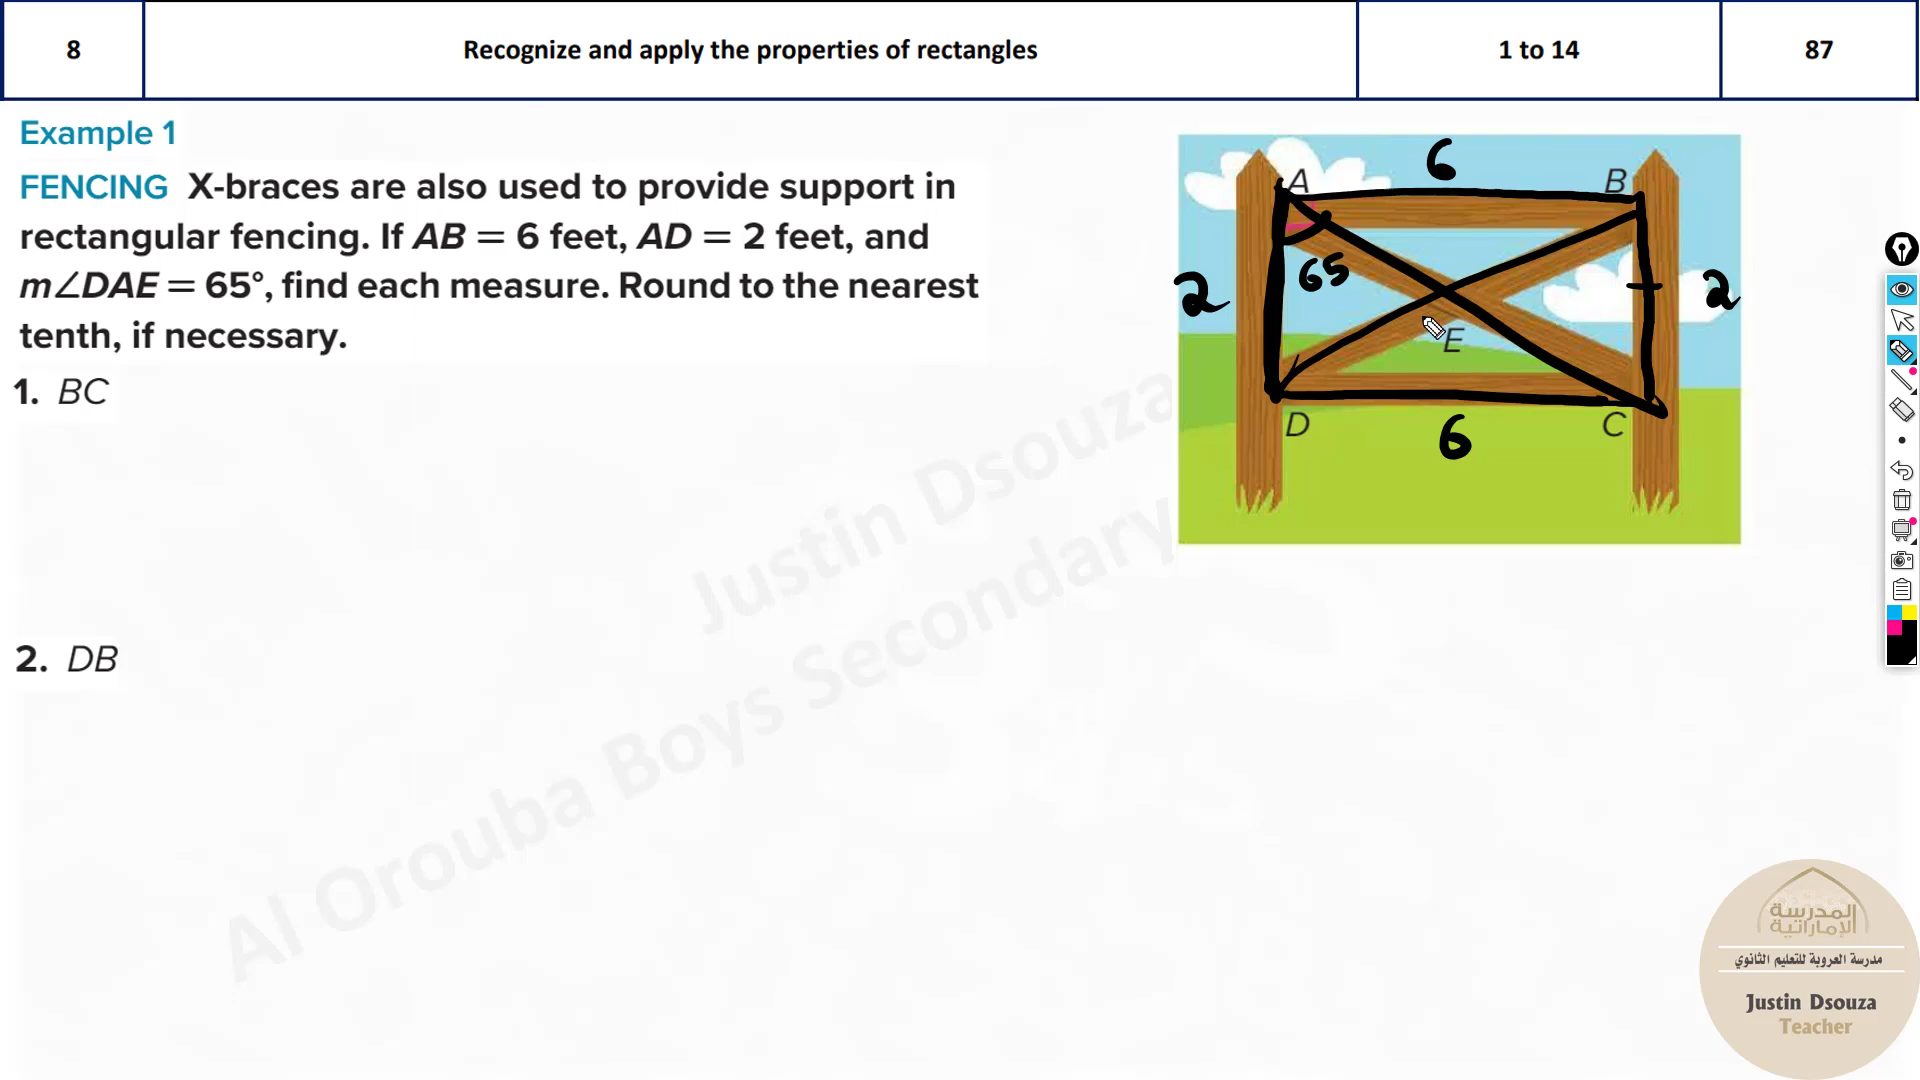 8 Recognize and apply the properties of rectangles 1 to 14 87
Example 1
FENCING X-braces are also used to provide support in
rectangular fencing. If AB = 6 feet, AD = 2 feet, and
m∠DAE = 65°, find each measure. Round to the nearest
tenth, if necessary.
1. BC
2. DB
6
A B
65
2 2
E
D C
6
Justin Dsouza
Al Orouba Boys Secondary
المدرسة
الإماراتية
مدرسة العروبة للتعليم الثانوي
Justin Dsouza
Teacher